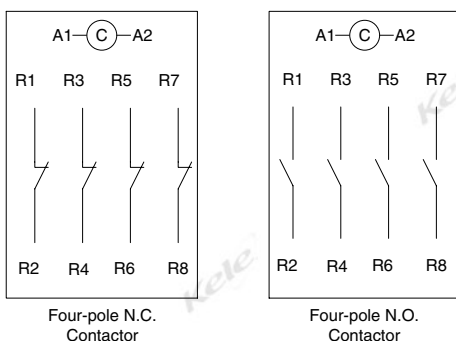 A1 C A2
R1 R3 R5 R7
R2 R4 R6 R8
Four-pole N.C.
Contactor
A1 C A2
R1 R3 R5 R7
R2 R4 R6 R8
Four-pole N.O.
Contactor
Kele
Kele